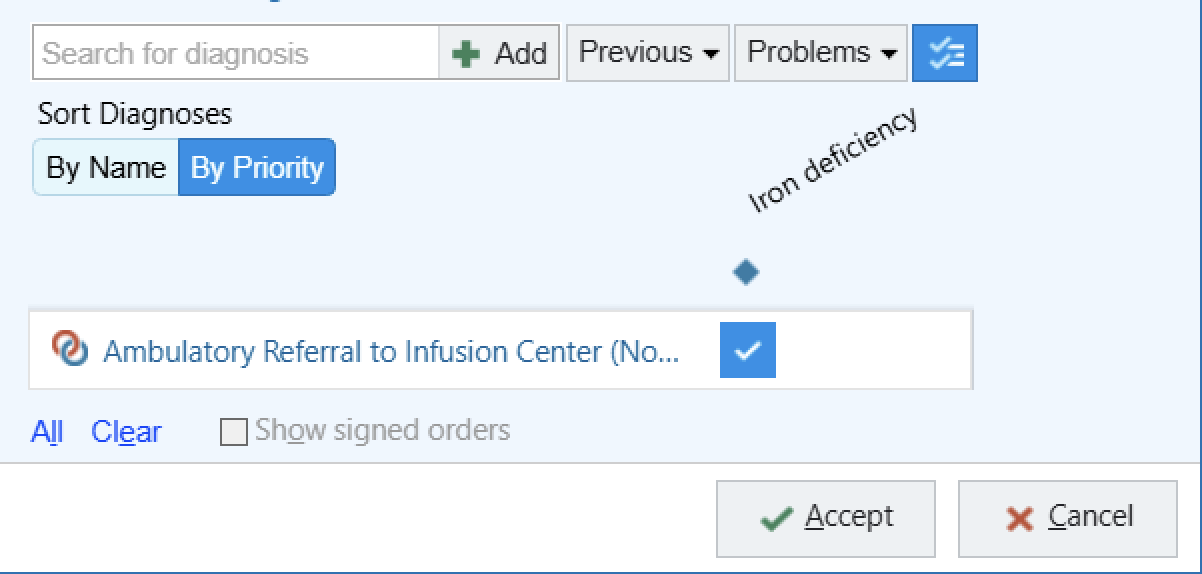 Search for diagnosis
Add
Previous
Problems
Sort Diagnoses
By Name
By Priority
Iron deficiency
Ambulatory Referral to Infusion Center (No...
All
Clear
Show signed orders
Accept
Cancel